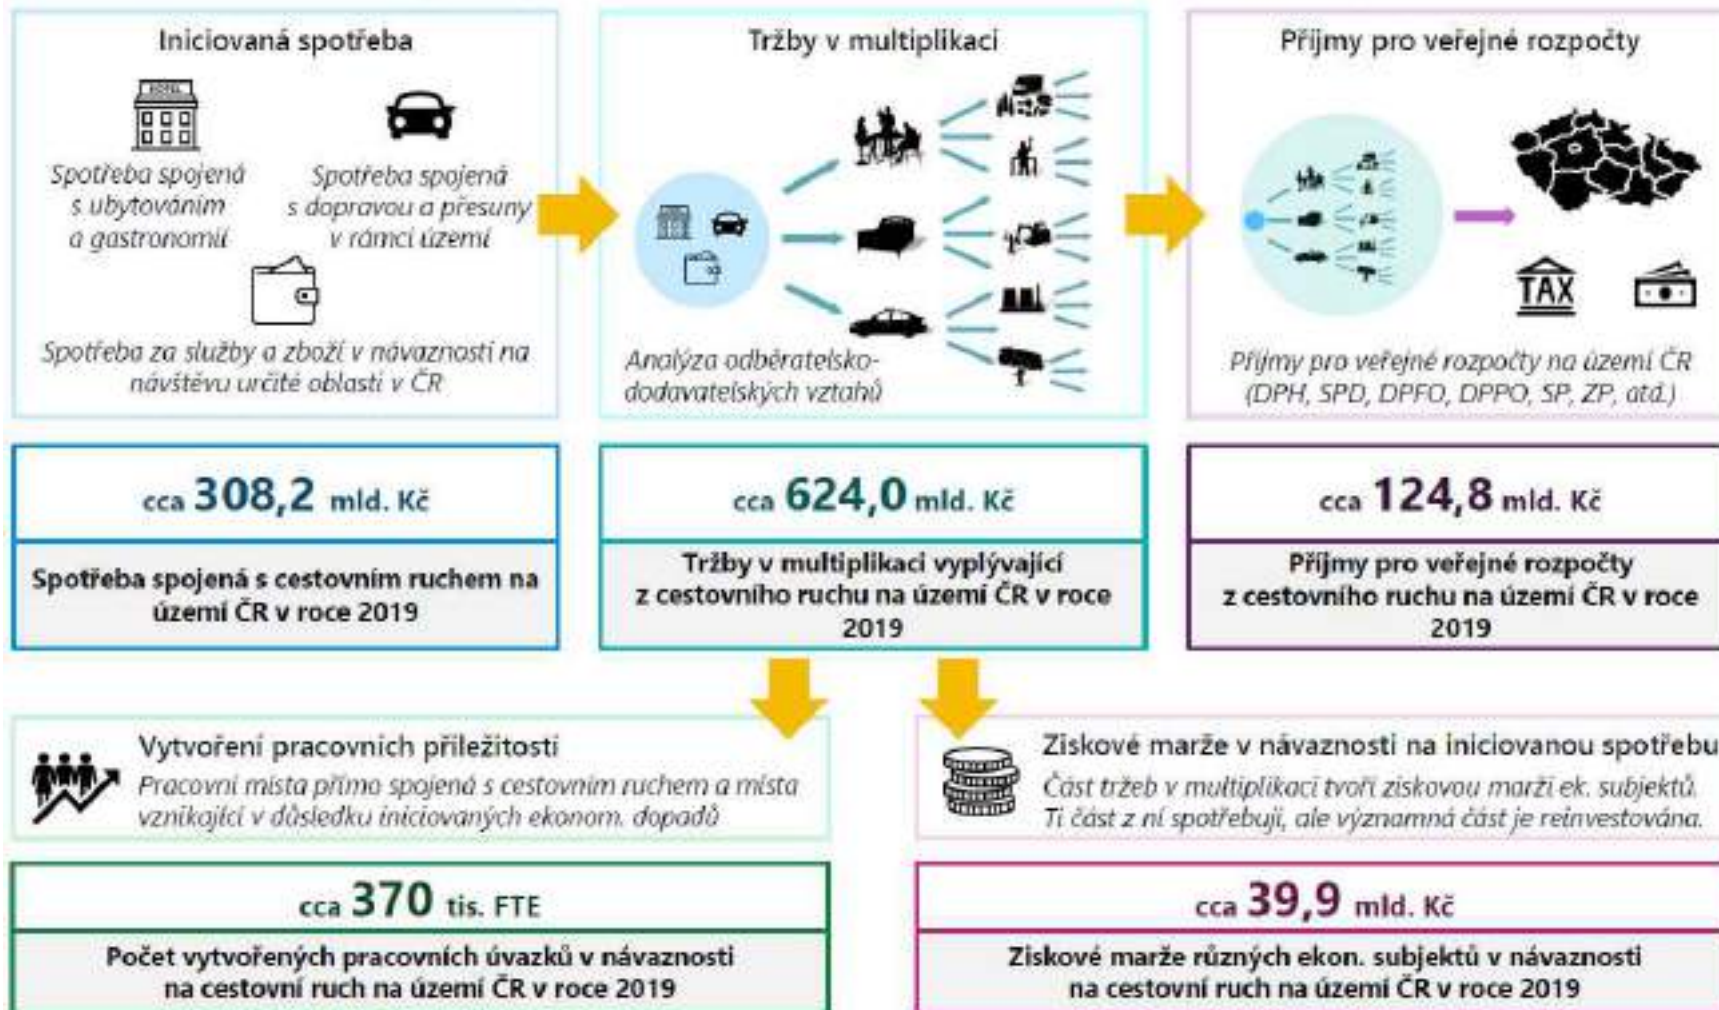 Iniciovaná spotřeba
HOTEL
Spotřeba spojená
s ubytováním
a gastronomií
Spotřeba spojená
s dopravou a přesuny
v rámci území
Spotřeba za služby a zboží v návaznosti na
návštěvu určité oblasti v ČR
Tržby v multiplikaci
Analýza odběratelsko-
dodavatelských vztahů
Příjmy pro veřejné rozpočty
TAX
Příjmy pro veřejné rozpočty na území ČR
(DPH, SPD, DPFO, DPPO, SP, ZP, atd.)
cca 308,2 mld. Kč
Spotřeba spojená s cestovním ruchem na
území ČR v roce 2019
cca 624,0 mld. Kč
Tržby v multiplikaci vyplývající
z cestovního ruchu na území ČR v roce
2019
cca 124,8 mld. Kč
Příjmy pro veřejné rozpočty
z cestovního ruchu na území ČR v roce
2019
Vytvoření pracovních příležitostí
Pracovní místa přímo spojená s cestovním ruchem a místa
vznikající v důsledku iniciovaných ekonom. dopadů
Ziskové marže v návaznosti na iniciovanou spotřebu
Část tržeb v multiplikaci tvoří ziskovou marži ek. subjektů.
Ti část z ní spotřebují, ale významná část je reinvestována.
cca 370 tis. FTE
Počet vytvořených pracovních úvazků v návaznosti
na cestovní ruch na území ČR v roce 2019
cca 39,9 mld. Kč
Ziskové marže různých ekon. subjektů v návaznosti
na cestovní ruch na území ČR v roce 2019